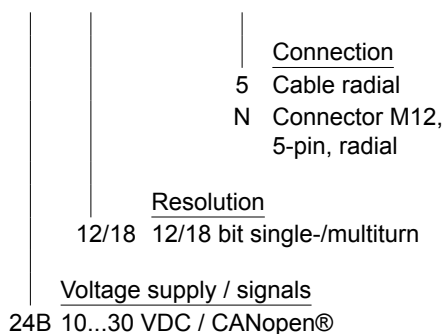 Connection
5 Cable radial
N Connector M12,
5-pin, radial
Resolution
12/18 12/18 bit single-/multiturn
Voltage supply / signals
24B 10...30 VDC / CANopen®